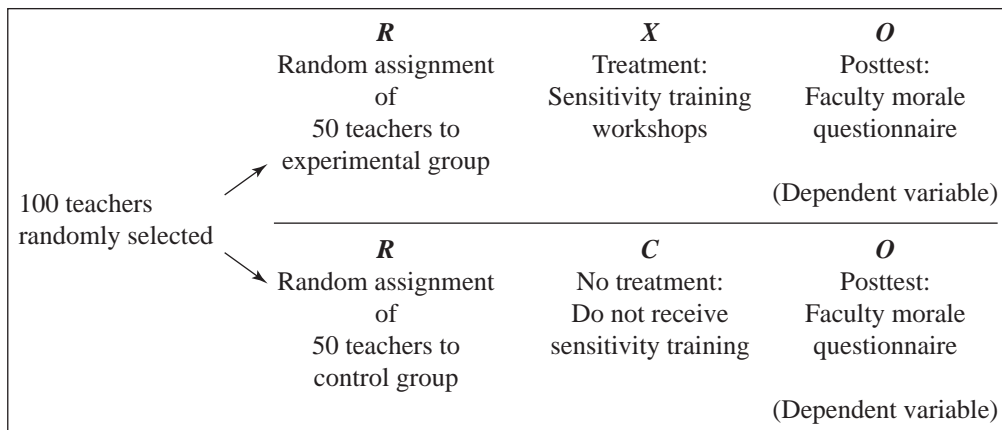 R
Random assignment
of
50 teachers to
experimental group
X
Treatment:
Sensitivity training
workshops
O
Posttest:
Faculty morale
questionnaire
(Dependent variable)
100 teachers
randomly selected
R
Random assignment
of
50 teachers to
control group
C
No treatment:
Do not receive
sensitivity training
O
Posttest:
Faculty morale
questionnaire
(Dependent variable)